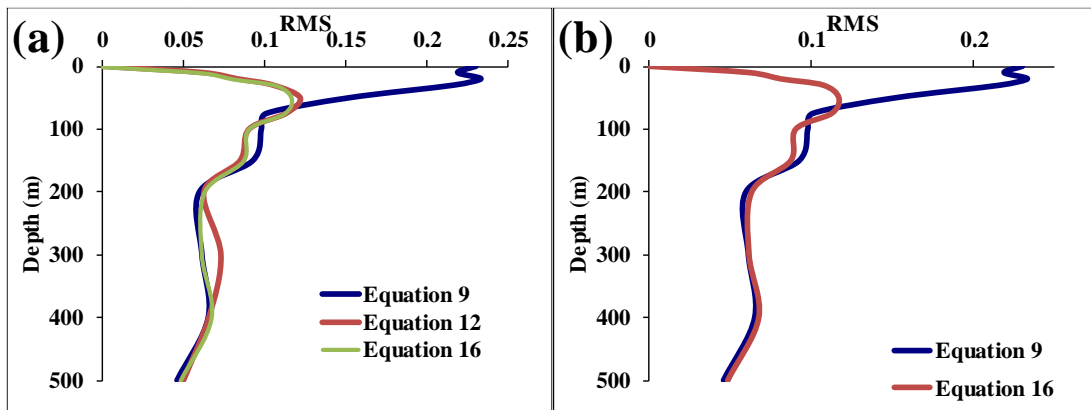 (a)
RMS
0 0.05 0.1 0.15 0.2 0.25
0
100
200
300
400
500
Depth (m)
Equation 9
Equation 12
Equation 16
(b)
RMS
0 0.1 0.2
0
100
200
300
400
500
Depth (m)
Equation 9
Equation 16